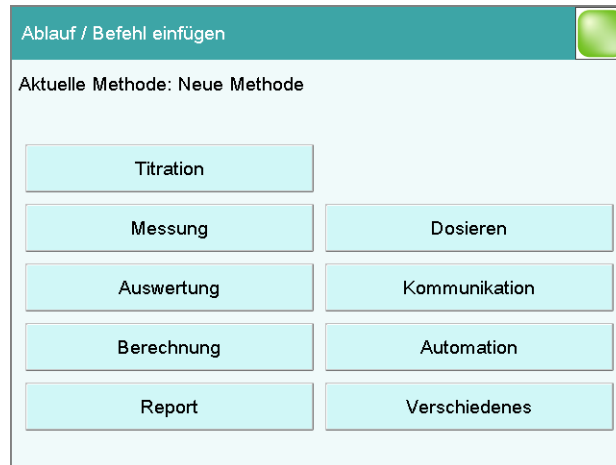 Ablauf / Befehl einfügen
Aktuelle Methode: Neue Methode
Titration
Messung
Dosieren
Auswertung
Kommunikation
Berechnung
Automation
Report
Verschiedenes